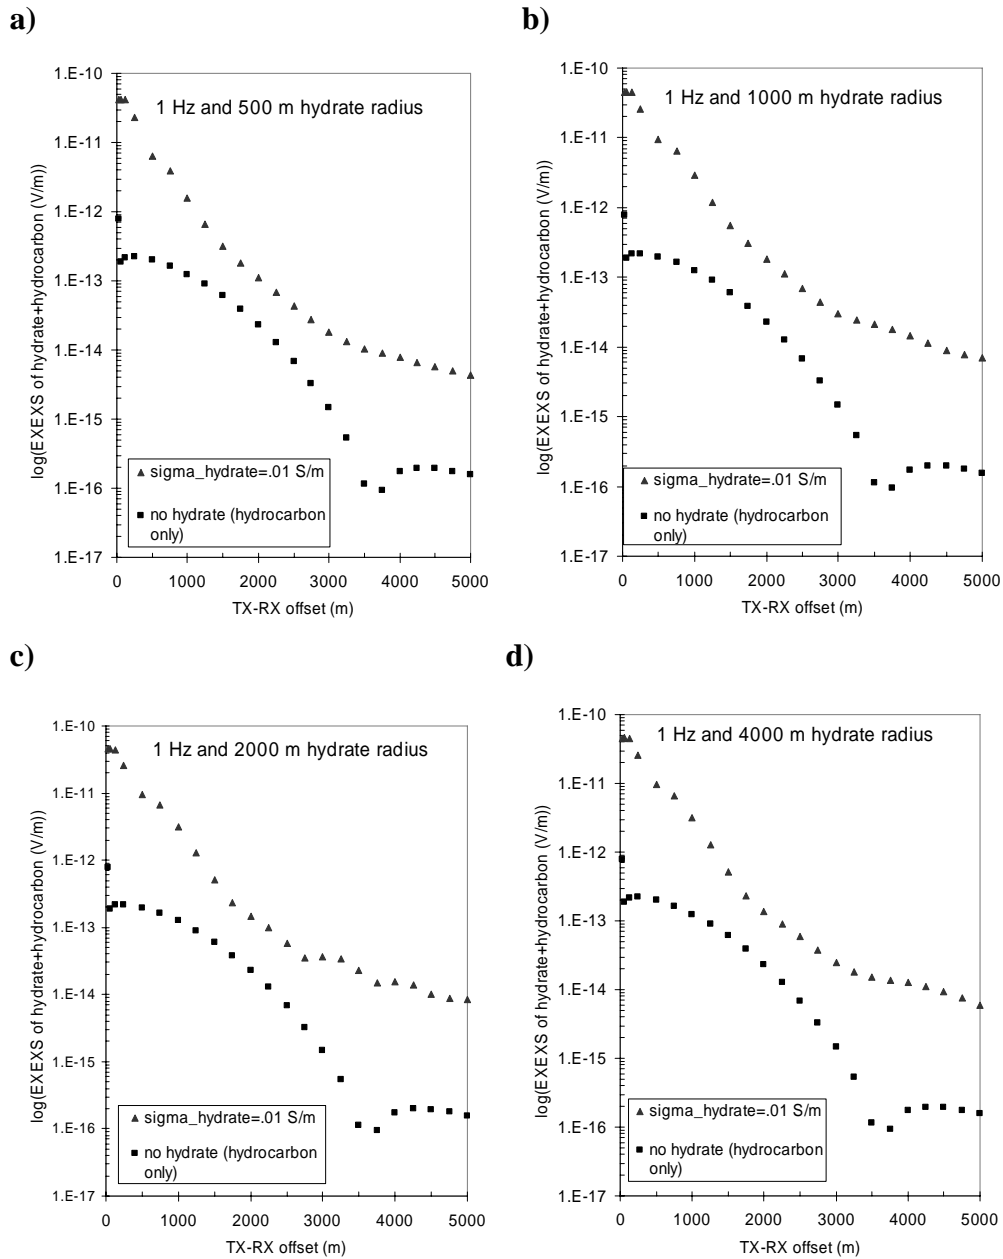 a)
1 Hz and 500 m hydrate radius
log(EXEXS of hydrate+hydrocarbon (V/m))
1.E-10
1.E-11
1.E-12
1.E-13
1.E-14
1.E-15
1.E-16
1.E-17
sigma_hydrate=.01 S/m
no hydrate (hydrocarbon
only)
0 1000 2000 3000 4000 5000
TX-RX offset (m)
b)
1 Hz and 1000 m hydrate radius
log(EXEXS of hydrate+hydrocarbon (V/m))
1.E-10
1.E-11
1.E-12
1.E-13
1.E-14
1.E-15
1.E-16
1.E-17
sigma_hydrate=.01 S/m
no hydrate (hydrocarbon
only)
0 1000 2000 3000 4000 5000
TX-RX offset (m)
c)
1 Hz and 2000 m hydrate radius
log(EXEXS of hydrate+hydrocarbon (V/m))
1.E-10
1.E-11
1.E-12
1.E-13
1.E-14
1.E-15
1.E-16
1.E-17
sigma_hydrate=.01 S/m
no hydrate (hydrocarbon
only)
0 1000 2000 3000 4000 5000
TX-RX offset (m)
d)
1 Hz and 4000 m hydrate radius
log(EXEXS of hydrate+hydrocarbon (V/m))
1.E-10
1.E-11
1.E-12
1.E-13
1.E-14
1.E-15
1.E-16
1.E-17
sigma_hydrate=.01 S/m
no hydrate (hydrocarbon
only)
0 1000 2000 3000 4000 5000
TX-RX offset (m)